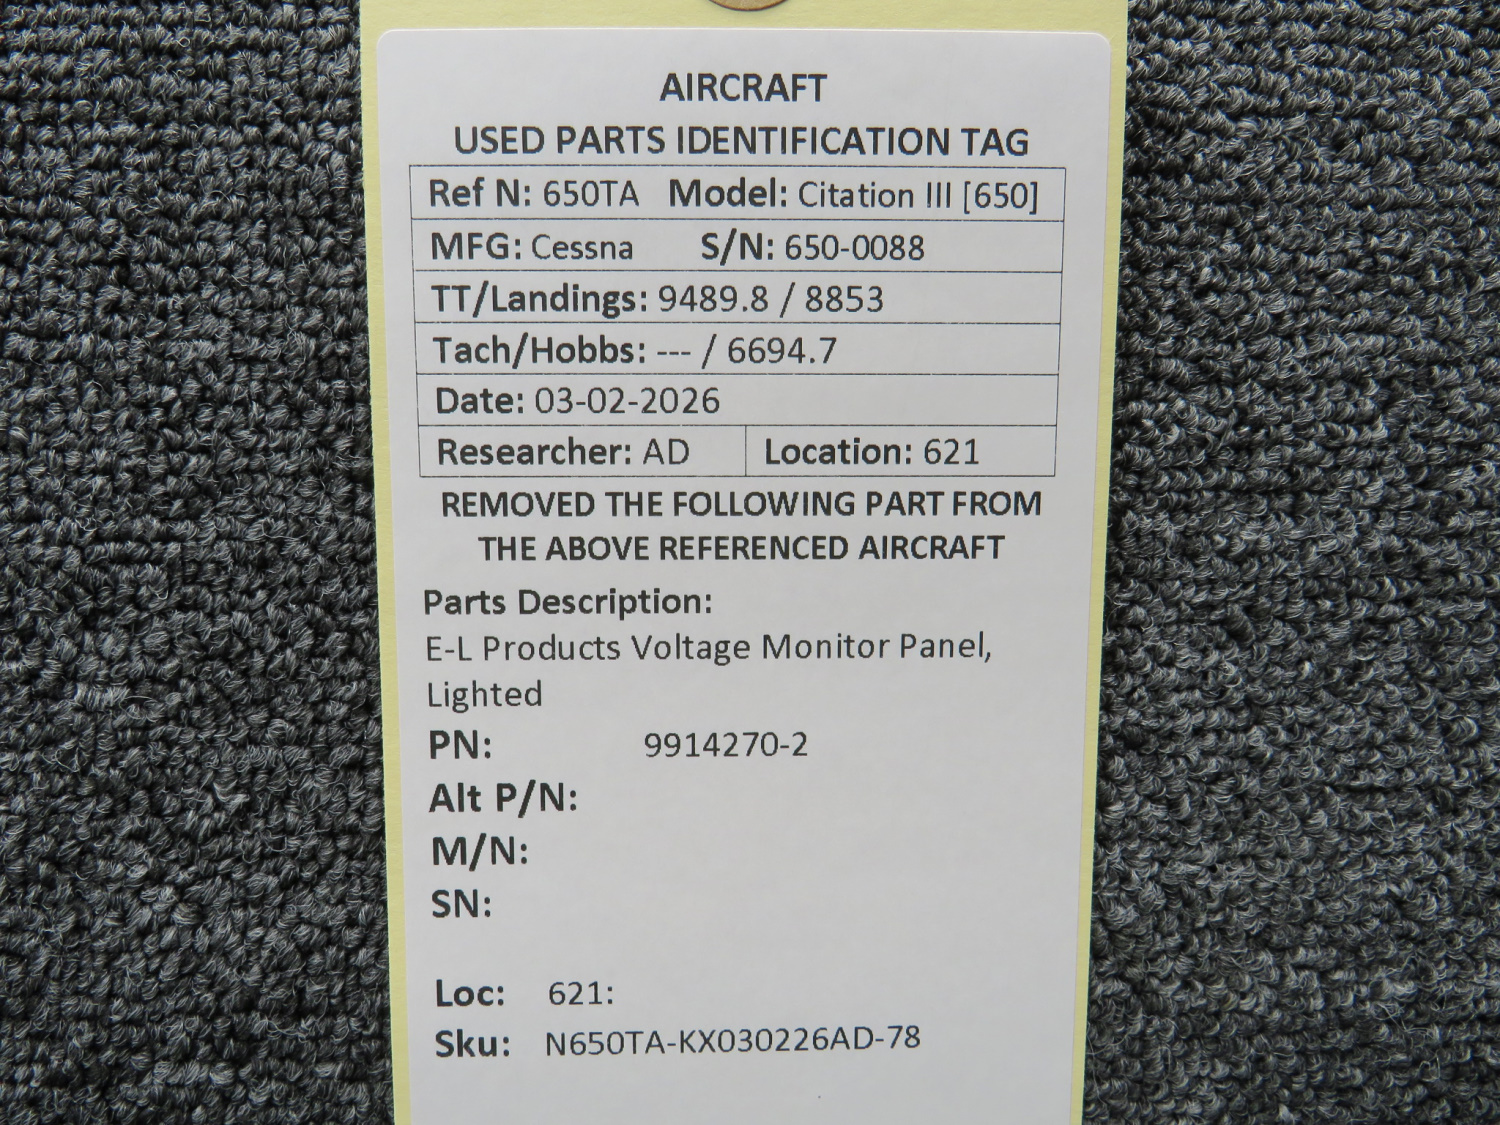 AIRCRAFT
USED PARTS IDENTIFICATION TAG
Ref N: 650TA Model: Citation III [650]
MFG: Cessna S/N: 650-0088
TT/Landings: 9489.8 / 8853
Tach/Hobbs: --- / 6694.7
Date: 03-02-2026
Researcher: AD Location: 621
REMOVED THE FOLLOWING PART FROM
THE ABOVE REFERENCED AIRCRAFT
Parts Description:
E-L Products Voltage Monitor Panel,
Lighted
PN: 9914270-2
Alt P/N:
M/N:
SN:
Loc: 621:
Sku: N650TA-KX030226AD-78